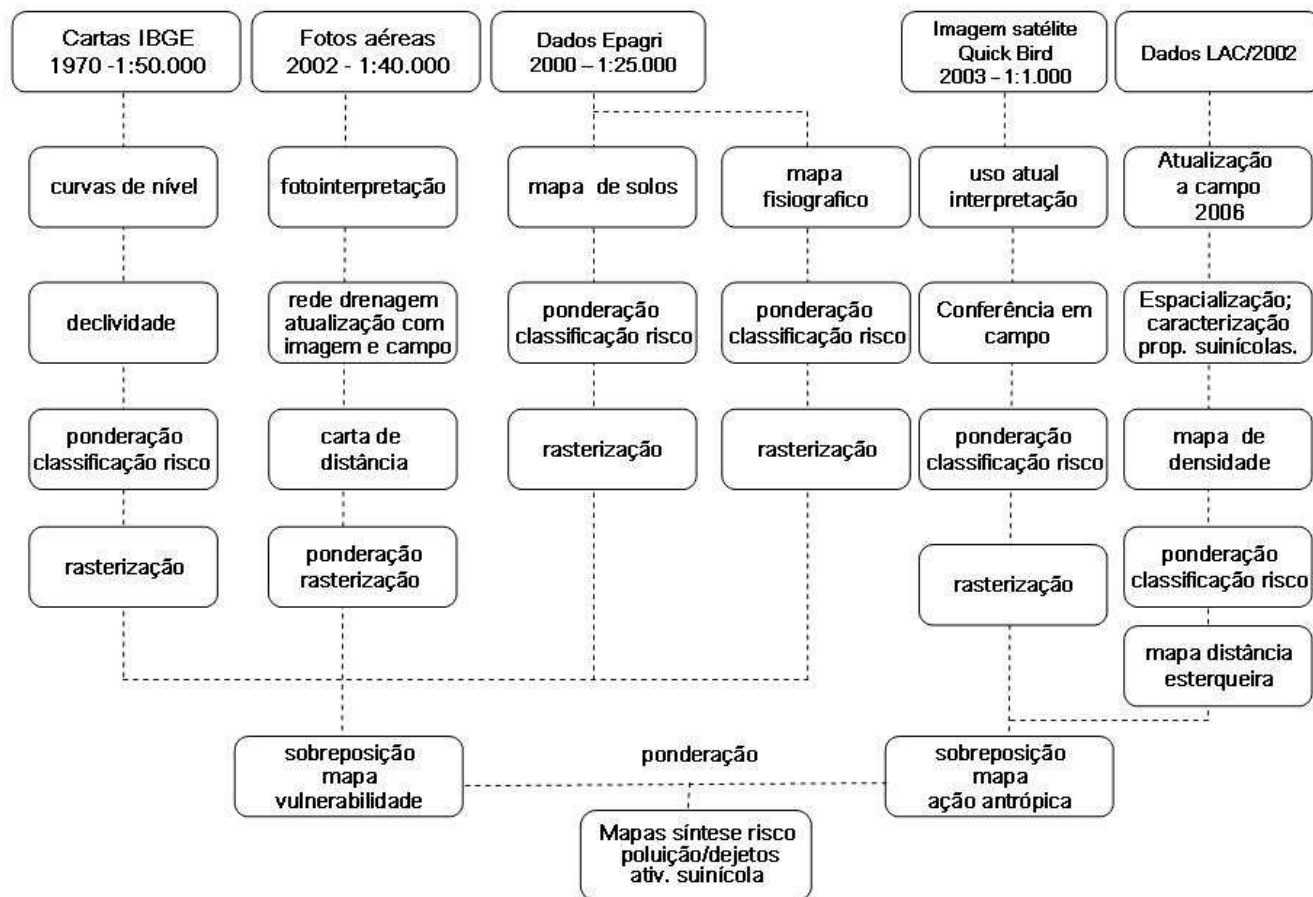 Cartas IBGE
1970 -1:50.000
Fotos aéreas
2002 - 1:40.000
Dados Epagri
2000 – 1:25.000
Imagem satélite
Quick Bird
2003 – 1:1.000
Dados LAC/2002
curvas de nível
fotointerpretação
mapa de solos
mapa
fisiografico
uso atual
interpretação
Atualização
a campo
2006
declividade
rede drenagem
atualização com
imagem e campo
ponderação
classificação risco
ponderação
classificação risco
Conferência em
campo
Espacialização;
caracterização
prop. suinícolas.
ponderação
classificação risco
carta de
distância
rasterização
rasterização
ponderação
classificação risco
mapa de
densidade
rasterização
ponderação
rasterização
rasterização
ponderação
classificação risco
mapa distância
esterqueira
sobreposição
mapa
vulnerabilidade
ponderação
sobreposição
mapa
ação antrópica
Mapas síntese risco
poluição/dejetos
ativ. suinícola